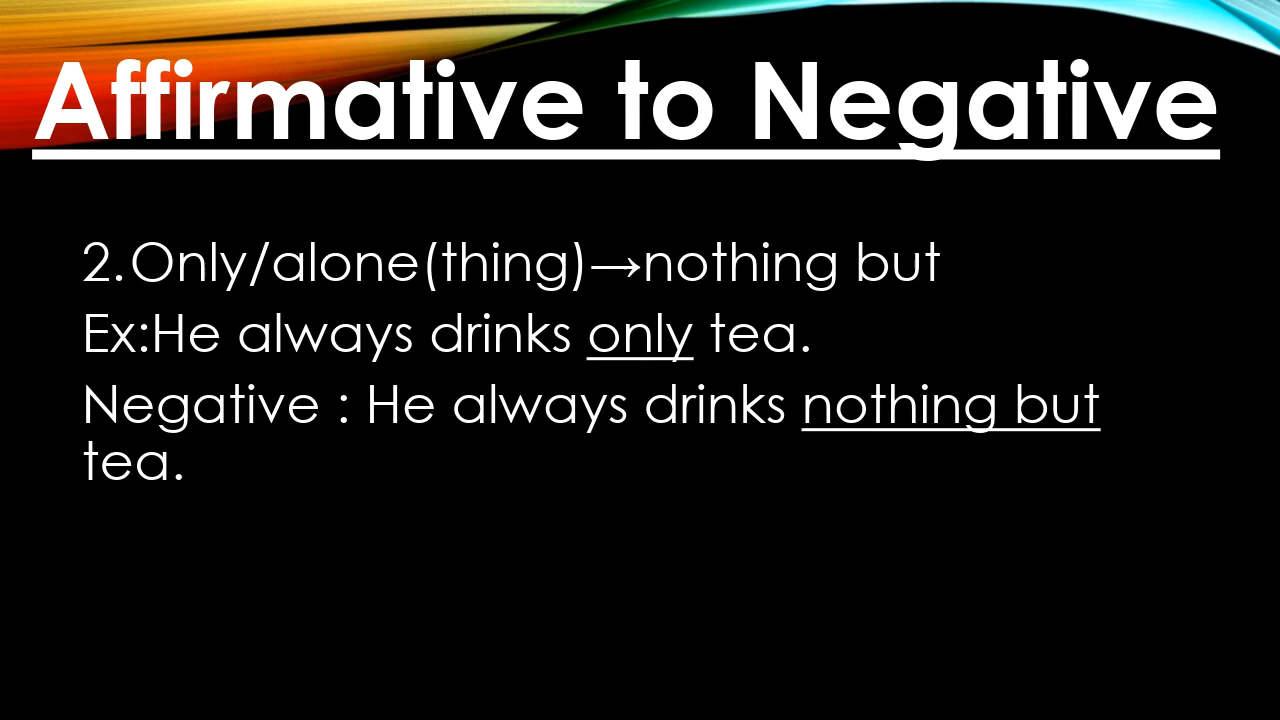 Affirmative to Negative
2.Only/alone(thing)→nothing but
Ex:He always drinks only tea.
Negative : He always drinks nothing but
tea.